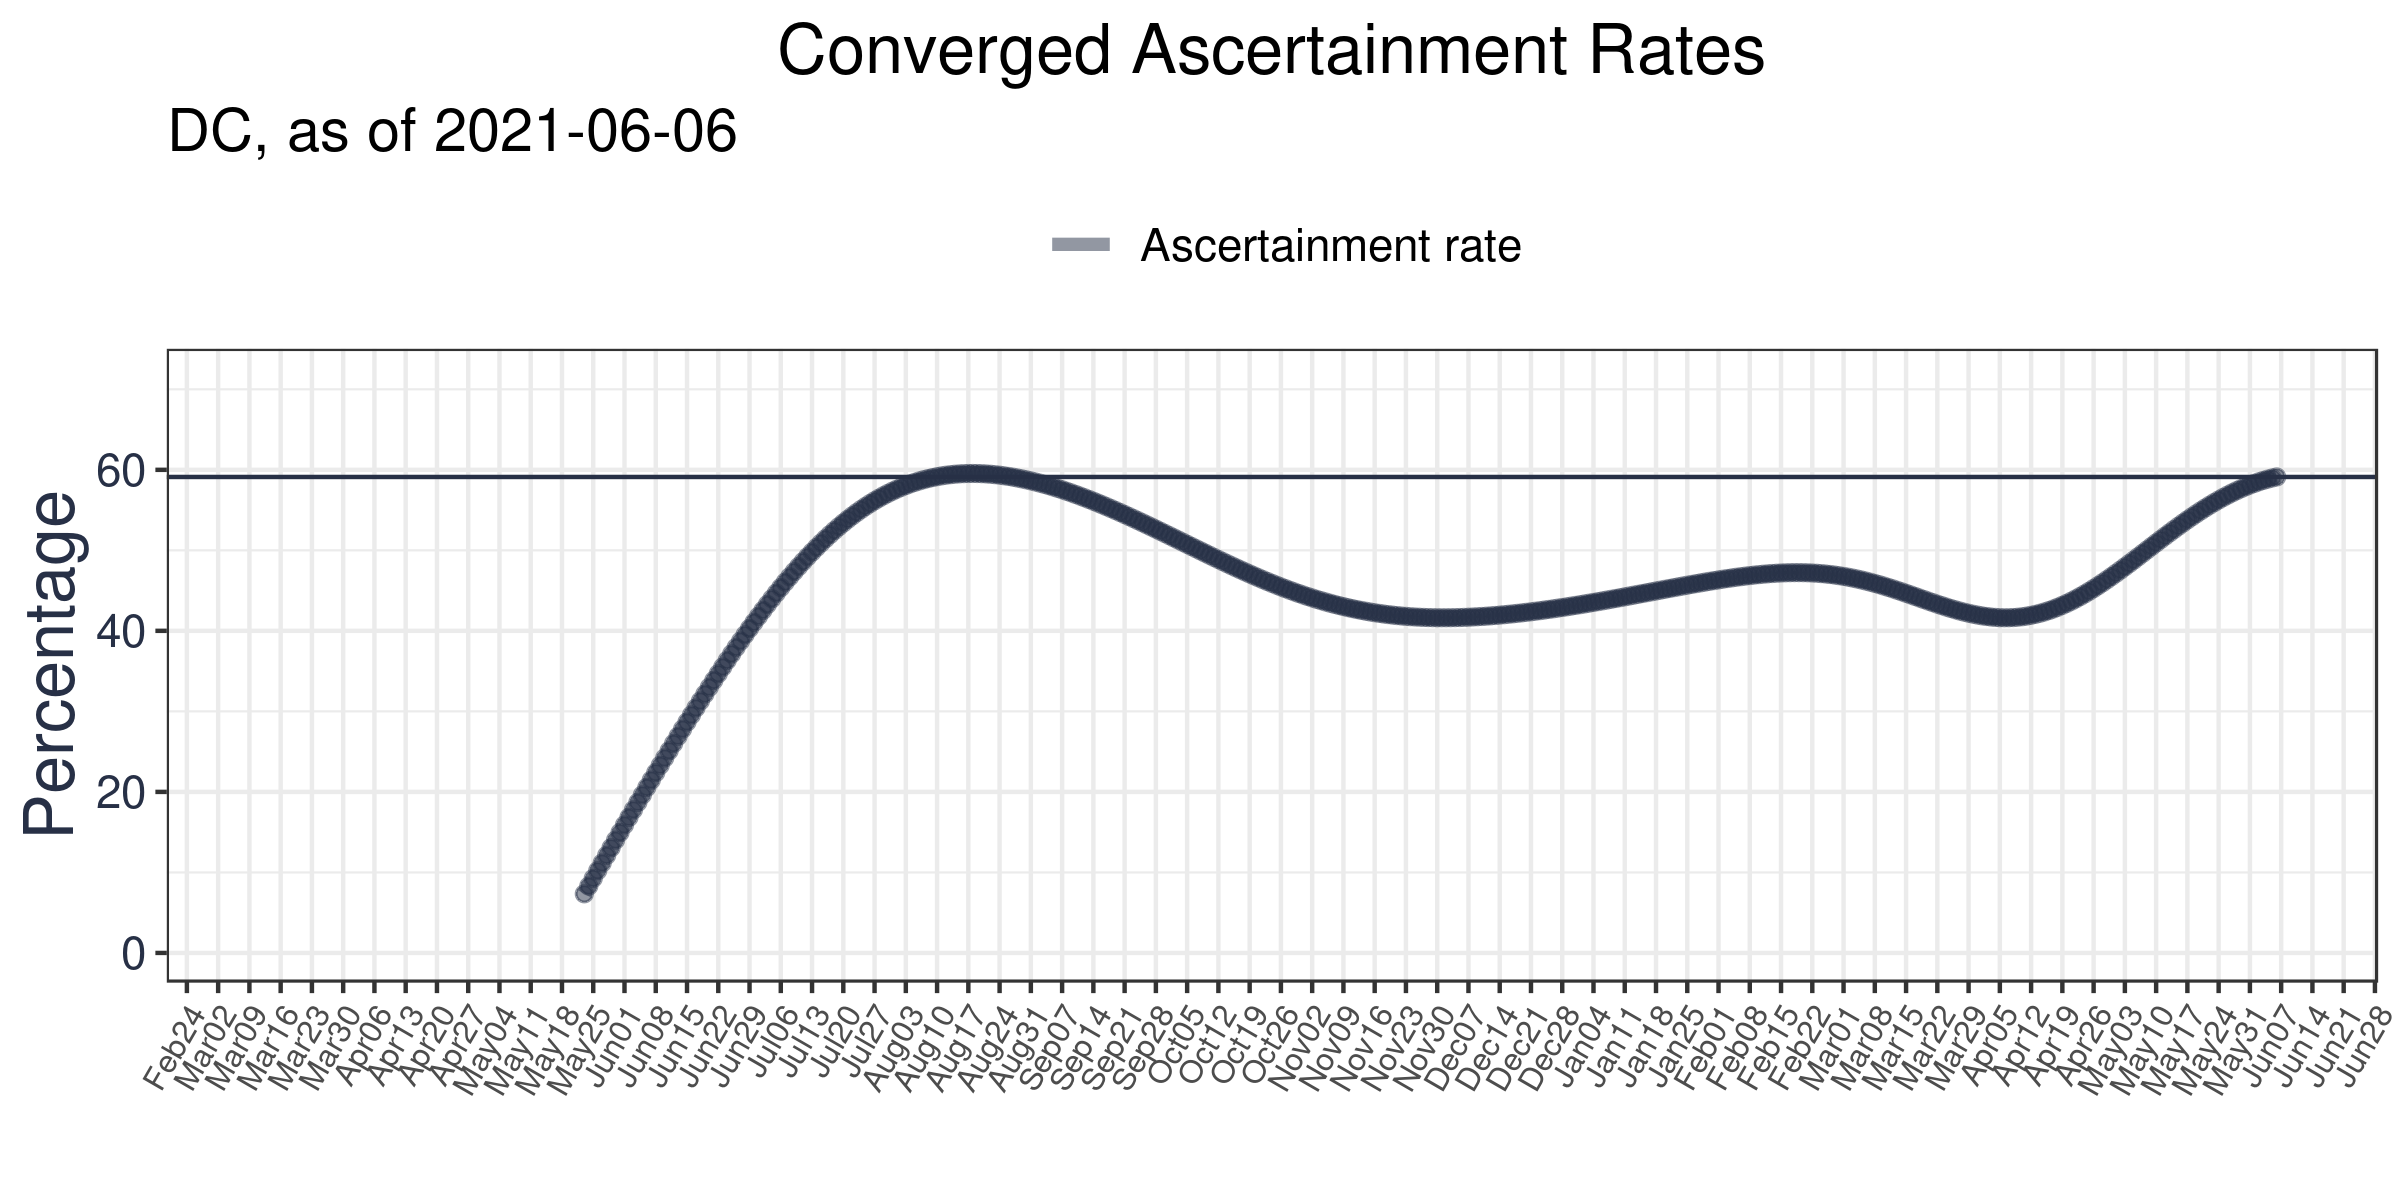 Converged Ascertainment Rates
DC, as of 2021-06-06
Ascertainment rate
Percentage
60
40
20
0
Feb24
Mar02
Mar09
Mar16
Mar23
Mar30
Apr06
Apr13
Apr20
Apr27
May04
May11
May18
May25
Jun01
Jun08
Jun15
Jun22
Jun29
Jul06
Jul13
Jul20
Jul27
Aug03
Aug10
Aug17
Aug24
Aug31
Sep07
Sep14
Sep21
Sep28
Oct05
Oct12
Oct19
Oct26
Nov02
Nov09
Nov16
Nov23
Nov30
Dec07
Dec14
Dec21
Dec28
Jan04
Jan11
Jan18
Jan25
Feb01
Feb08
Feb15
Feb22
Mar01
Mar08
Mar15
Mar22
Mar29
Apr05
Apr12
Apr19
Apr26
May03
May10
May17
May24
May31
Jun07
Jun14
Jun21
Jun28